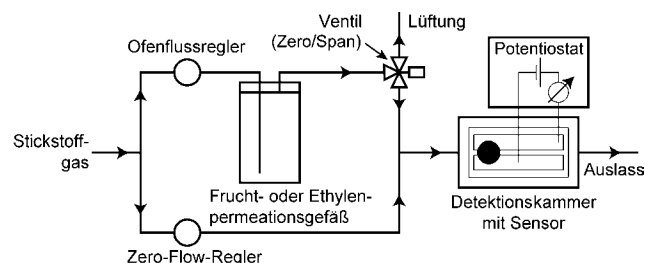 Ventil
(Zero/Span)
Lüftung
Ofenflussregler
Potentiostat
Stickstoff-
gas
Frucht- oder Ethylen-
permeationsgefäß
Auslass
Detektionskammer
mit Sensor
Zero-Flow-Regler